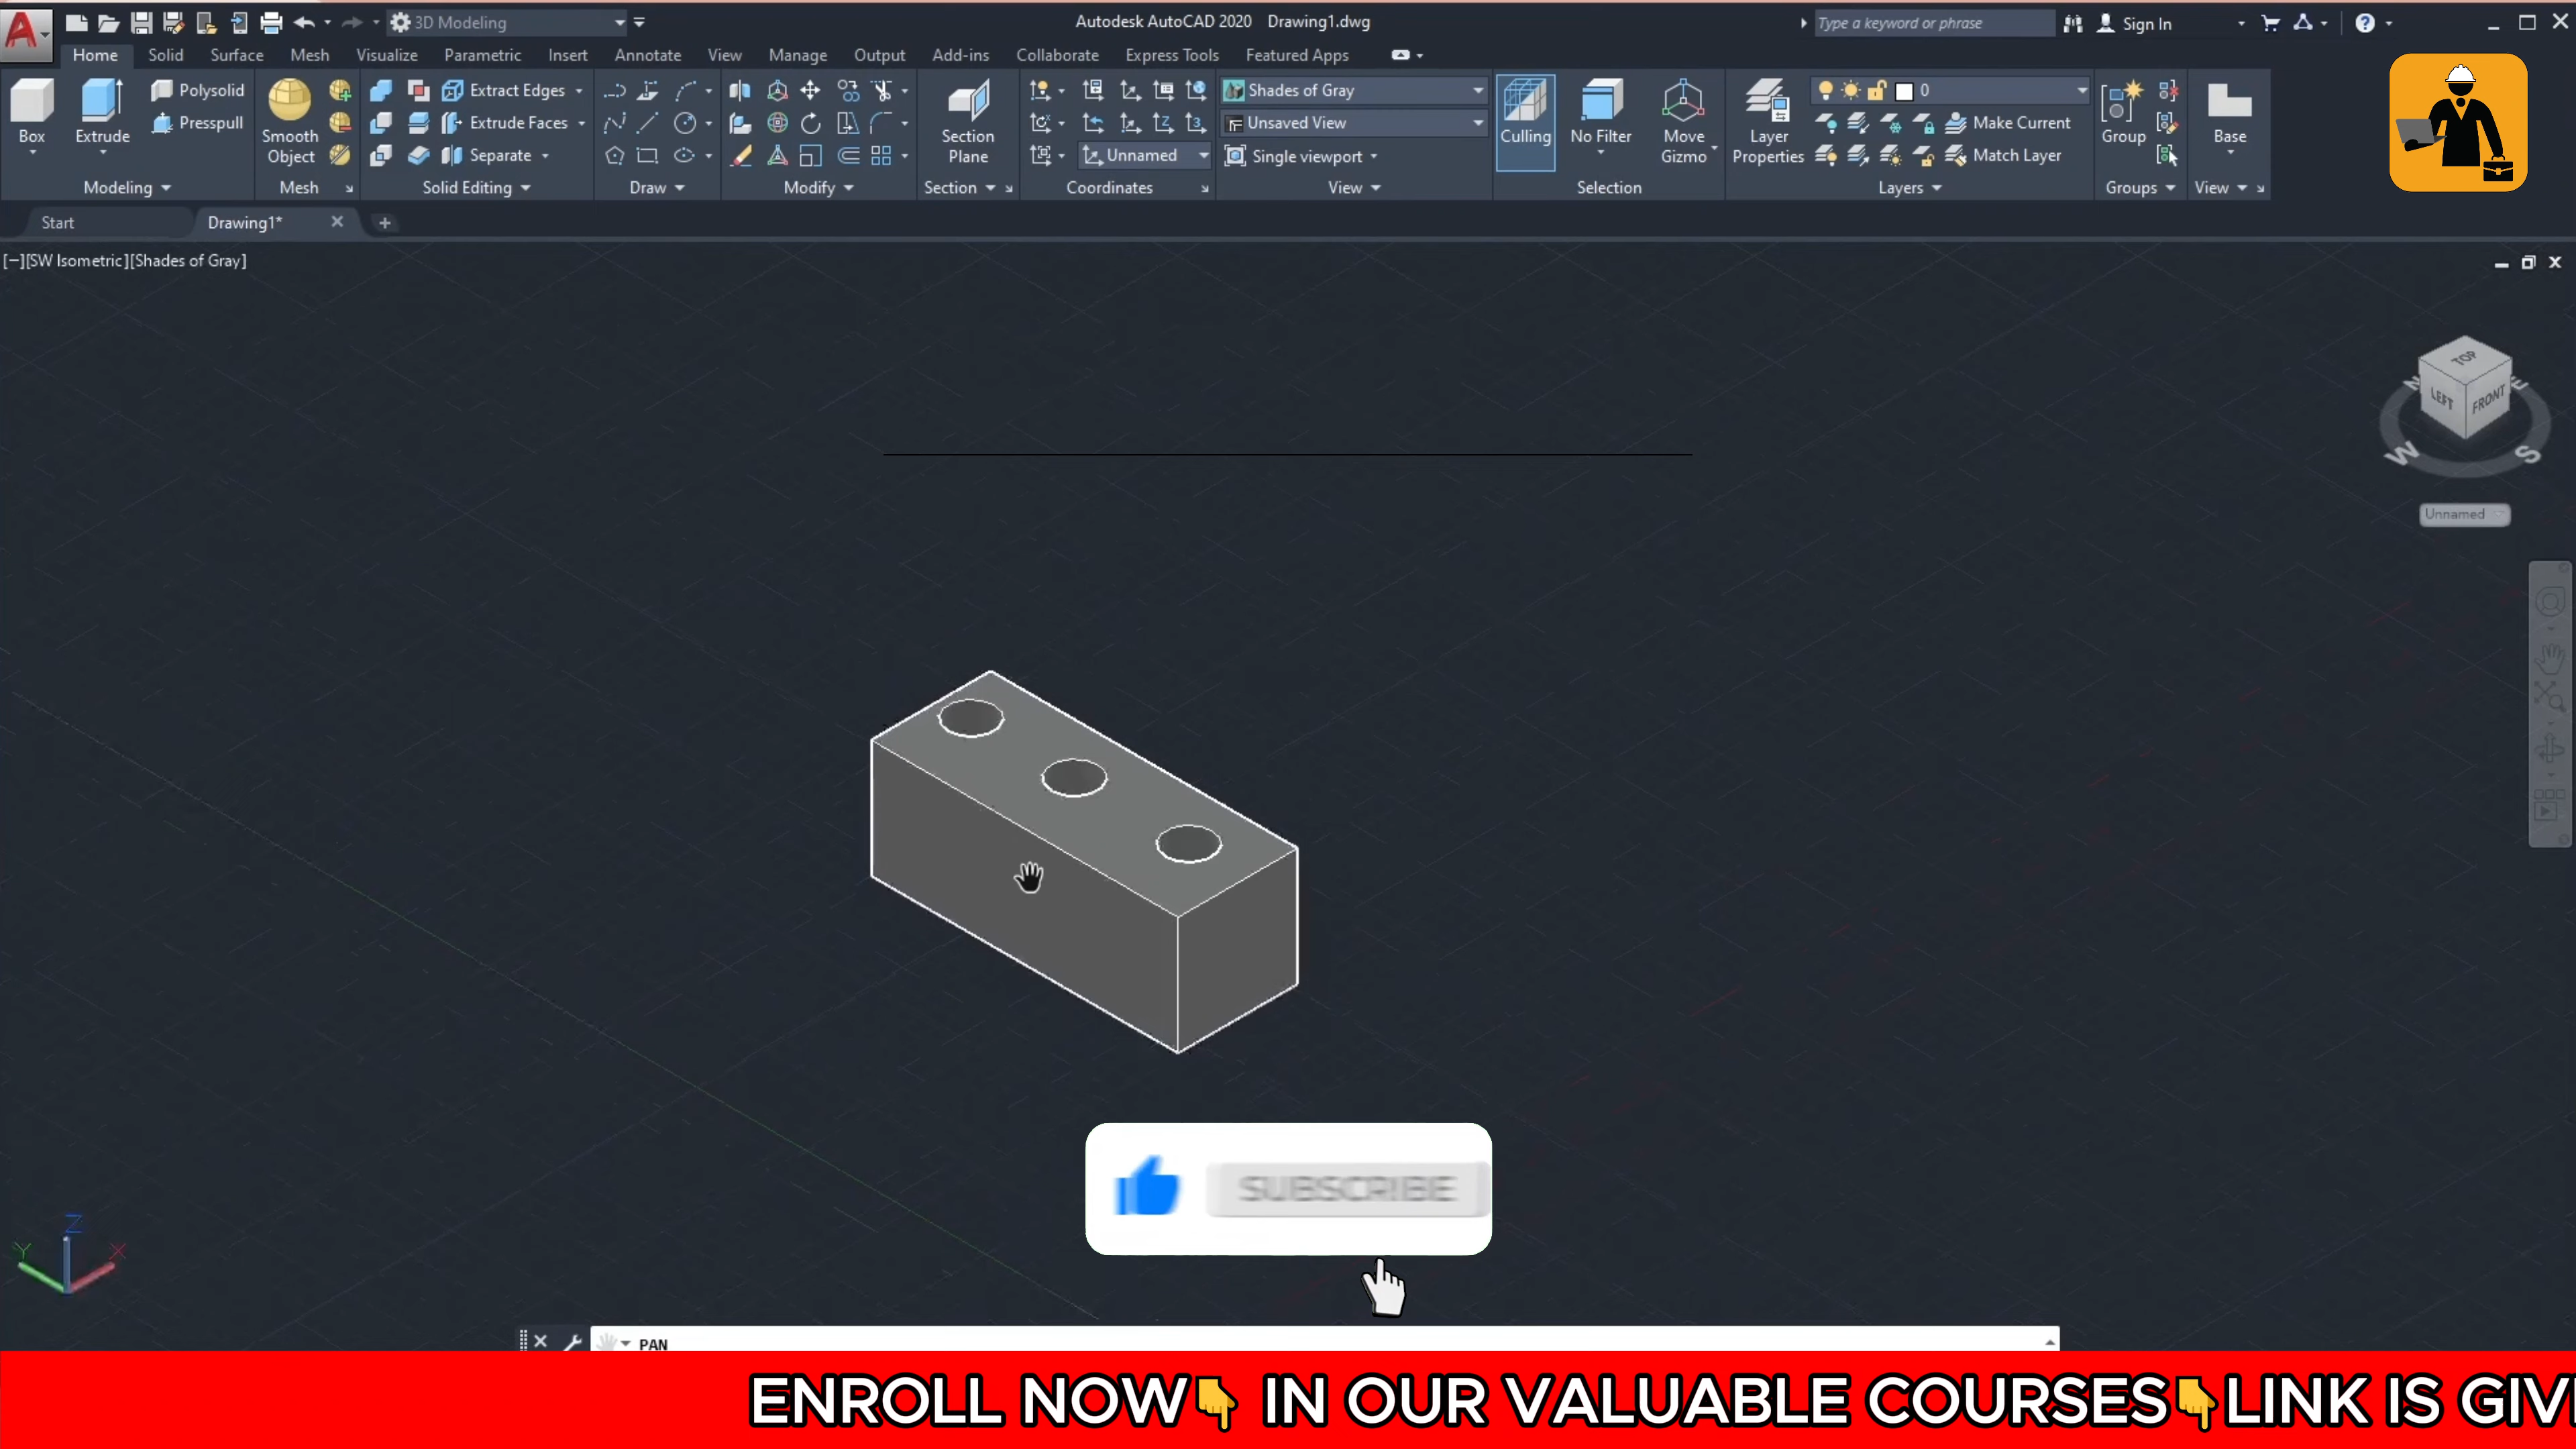 3D Modeling
Autodesk AutoCAD 2020 Drawing1.dwg
Type a keyword or phrase
Sign In
Home Solid Surface Mesh Visualize Parametric Insert Annotate View Manage Output Add-ins Collaborate Express Tools Featured Apps
Box
Extrude
Polysolid
Presspull
Modeling
Smooth
Object
Mesh
Extract Edges
Extrude Faces
Separate
Solid Editing
Draw
Modify
Section
Plane
Section
Unnamed
Coordinates
Shades of Gray
Unsaved View
Single viewport
View
Culling
No Filter
Move
Gizmo
Selection
Layer
Properties
0
Make Current
Match Layer
Layers
Group
Groups
Base
View
Start
Drawing1*
[−][SW Isometric][Shades of Gray]
TOP
LEFT
FRONT
N
E
W
S
Unnamed
SUBSCRIBE
Z
Y
X
PAN
ENROLL NOW👇 IN OUR VALUABLE COURSES👇LINK IS GIV